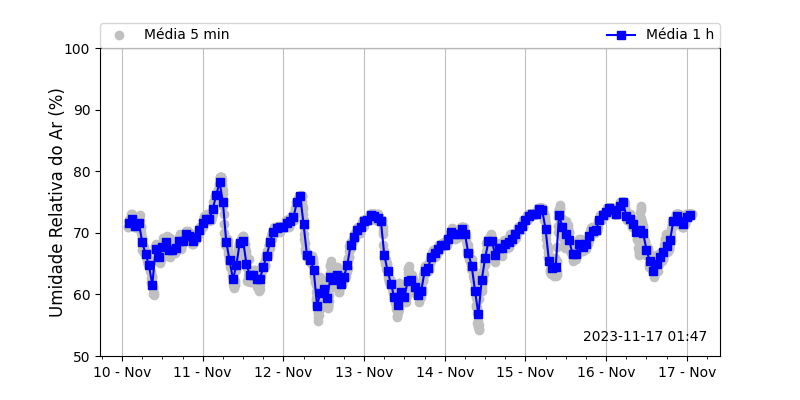 Média 5 min
Média 1 h
Umidade Relativa do Ar (%)
100
90
80
70
60
50
2023-11-17 01:47
10 - Nov
11 - Nov
12 - Nov
13 - Nov
14 - Nov
15 - Nov
16 - Nov
17 - Nov